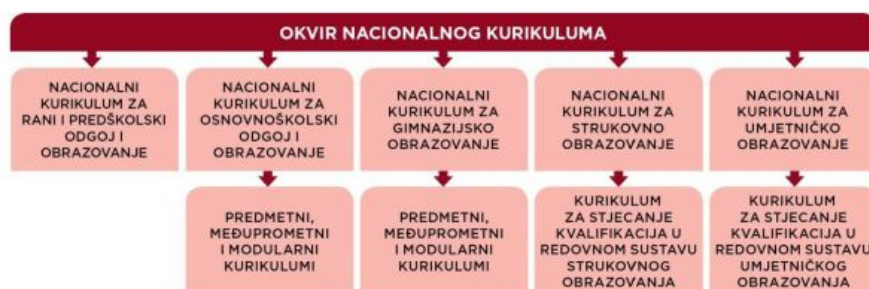 OKVIR NACIONALNOG KURIKULUMA
NACIONALNI
KURIKULUM ZA
RANI I PREDŠKOLSKI
ODGOJ I
OBRAZOVANJE
NACIONALNI
KURIKULUM ZA
OSNOVNOŠKOLSKI
ODGOJ I
OBRAZOVANJE
NACIONALNI
KURIKULUM ZA
GIMNAZIJSKO
OBRAZOVANJE
NACIONALNI
KURIKULUM ZA
STRUKOVNO
OBRAZOVANJE
NACIONALNI
KURIKULUM ZA
UMJETNIČKO
OBRAZOVANJE
PREDMETNI,
MEĐUPROMETNI
I MODULARNI
KURIKULUMI
PREDMETNI,
MEĐUPROMETNI
I MODULARNI
KURIKULUMI
KURIKULUM
ZA STJECANJE
KVALIFIKACIJA U
REDOVNOM SUSTAVU
STRUKOVNOG
OBRAZOVANJA
KURIKULUM
ZA STJECANJE
KVALIFIKACIJA U
REDOVNOM SUSTAVU
UMJETNIČKOG
OBRAZOVANJA